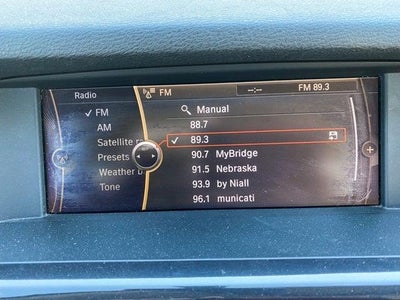 Radio
FM
--:--
FM 89.3
✓ FM
AM
Satellite r
Presets
Weather b
Tone
Manual
88.7
✓ 89.3
90.7 MyBridge
91.5 Nebraska
93.9 by Niall
96.1 municati